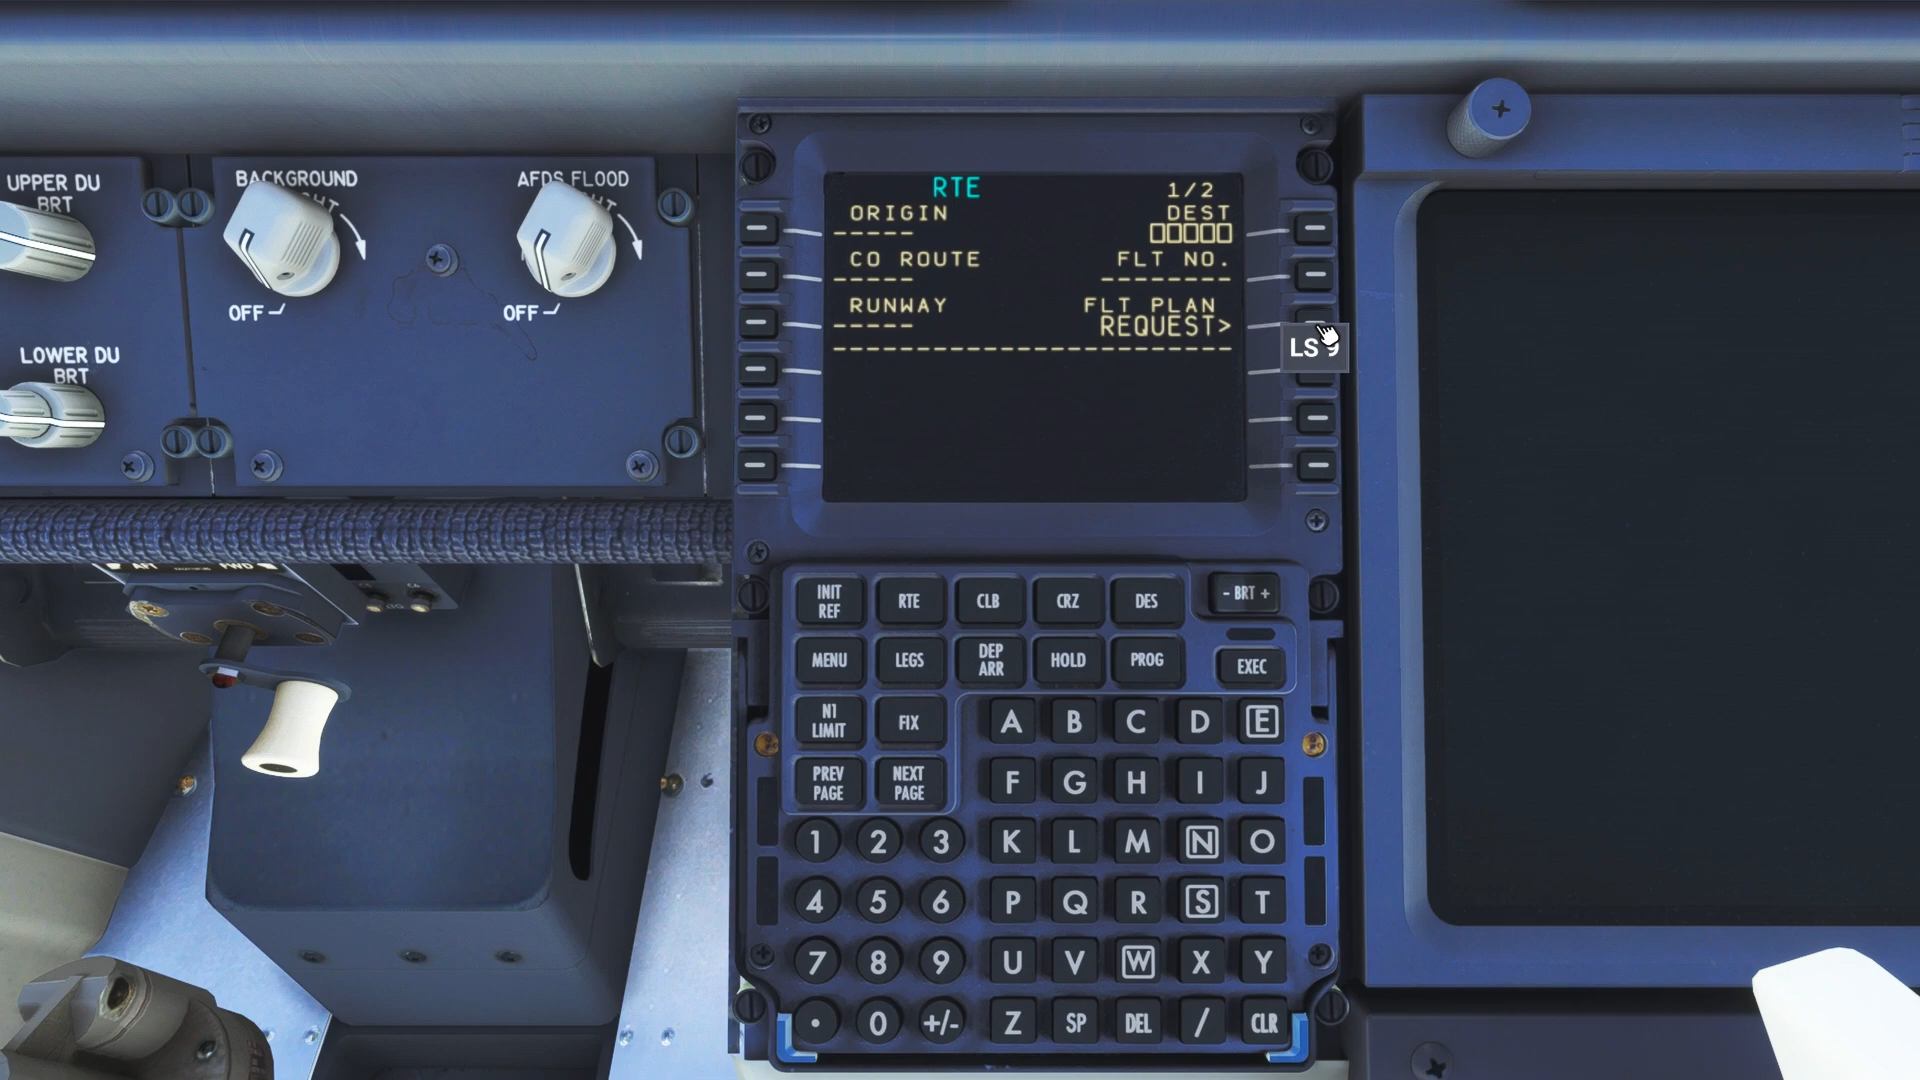 UPPER DU
BRT
BACKGROUND
AFDS FLOOD
OFF
OFF
LOWER DU
BRT
RTE 1/2
ORIGIN DEST
----- □□□□□
CO ROUTE FLT NO.
----- --------
RUNWAY FLT PLAN
----- REQUEST>
------------------------
LS 9
INIT REF
RTE
CLB
CRZ
DES
- BRT +
MENU
LEGS
DEP ARR
HOLD
PROG
EXEC
N1 LIMIT
FIX
A B C D E
PREV PAGE
NEXT PAGE
F G H I J
1 2 3 K L M N O
4 5 6 P Q R S T
7 8 9 U V W X Y
. 0 +/- Z SP DEL / CLR